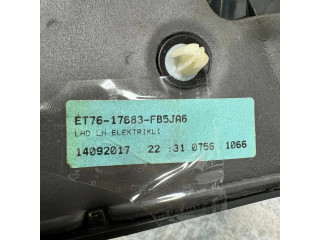 ET76-17683-FB5JA6
LHD LH ELEKTRIKLI
14092017 22:31 0756 1066